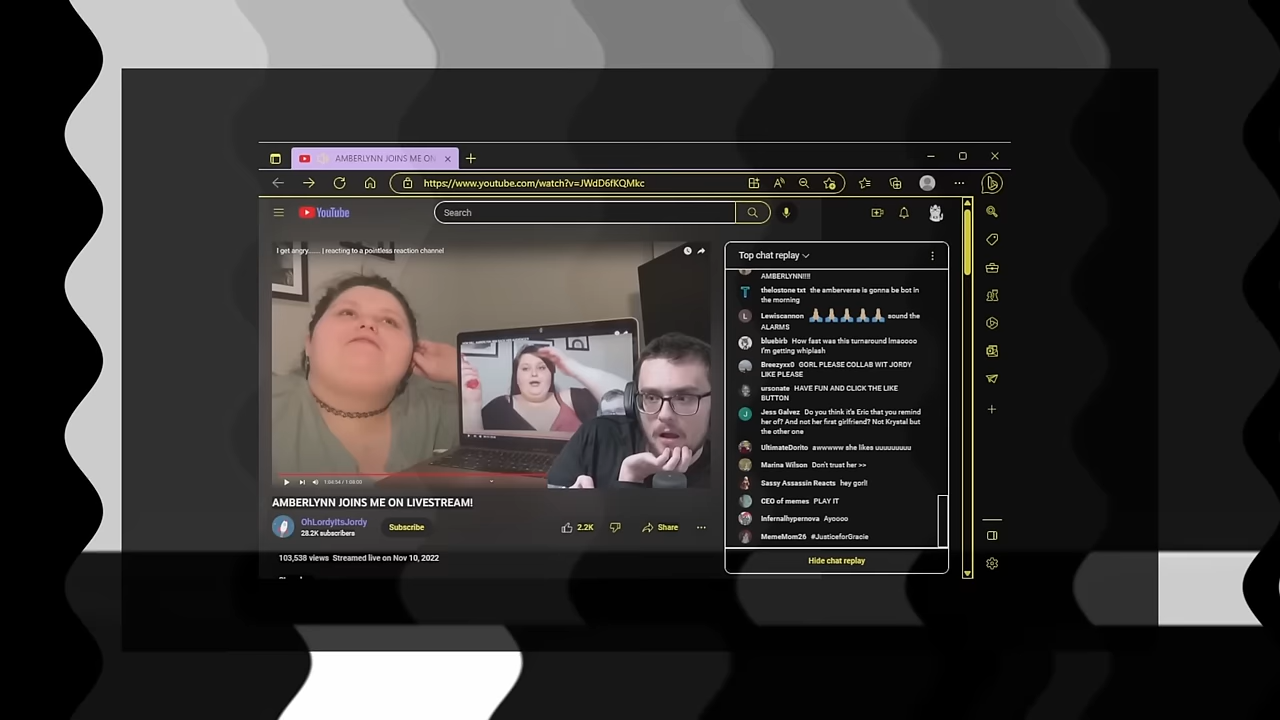 AMBERLYNN JOINS ME ON
https://www.youtube.com/watch?v=JWdD6fKQMkc
YouTube
Search
I get angry...... | reacting to a pointless reaction channel
Top chat replay
AMBERLYNN!!!!
thelostone txt the amberverse is gonna be bot in
the morning
Lewiscannon 🙏🏼🙏🏼🙏🏼🙏🏼🙏🏼 sound the
ALARMS
bluebirb How fast was this turnaround lmaoooo
I'm getting whiplash
Breezyxx0 GORL PLEASE COLLAB WIT JORDY
LIKE PLEASE
ursonate HAVE FUN AND CLICK THE LIKE
BUTTON
Jess Galvez Do you think it's Eric that you remind
her of? And not her first girlfriend? Not Krystal but
the other one
UltimateDorito awwwww she likes uuuuuuuu
Marina Wilson Don't trust her >>
Sassy Assassin Reacts hey gorl!
CEO of memes PLAY IT
Infernalhypernova Ayoooo
MemeMom26 #JusticeforGracie
Hide chat replay
AMBERLYNN JOINS ME ON LIVESTREAM!
OhLordyItsJordy
28.2K subscribers
Subscribe
2.2K
Share
103,538 views Streamed live on Nov 10, 2022